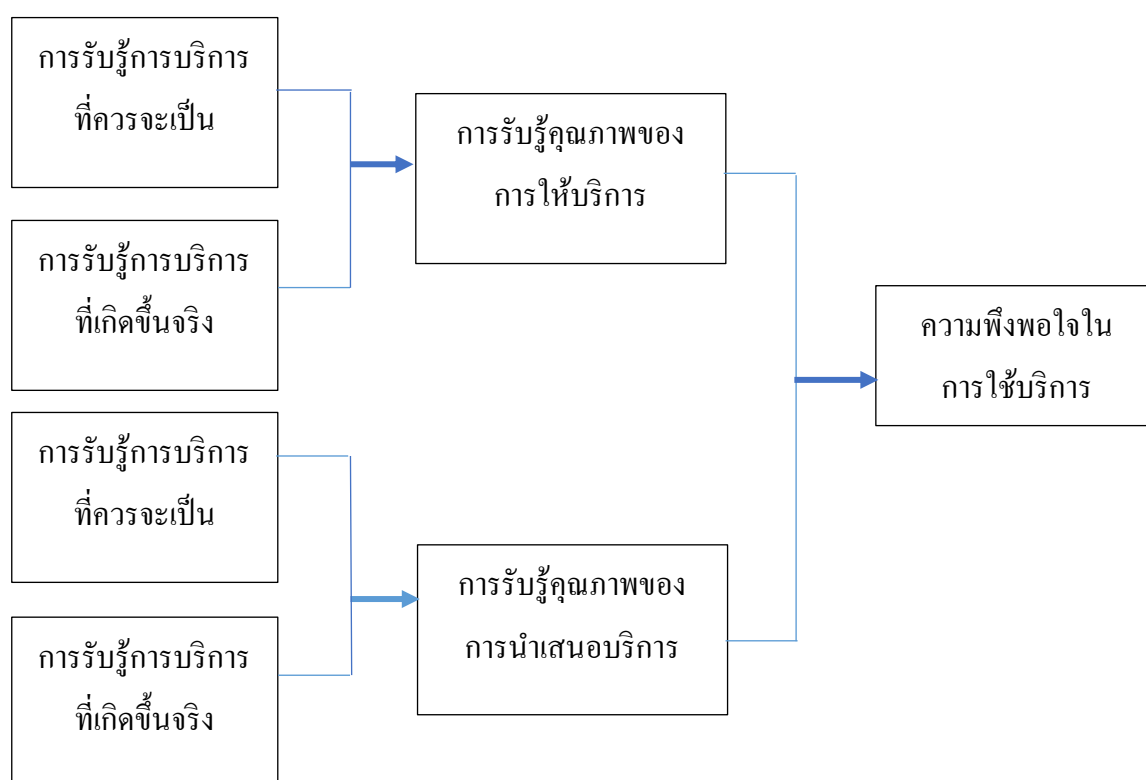 การรับรู้การบริการ
ที่ควรจะเป็น
การรับรู้การบริการ
ที่เกิดขึ้นจริง
การรับรู้คุณภาพของ
การให้บริการ
การรับรู้การบริการ
ที่ควรจะเป็น
การรับรู้การบริการ
ที่เกิดขึ้นจริง
การรับรู้คุณภาพของ
การนำเสนอบริการ
ความพึงพอใจใน
การใช้บริการ